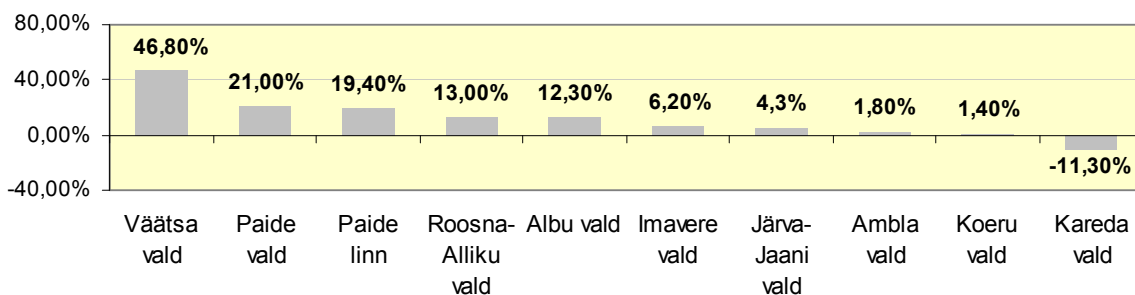 80,00%
40,00%
0,00%
-40,00%
46,80%
21,00%
19,40%
13,00%
12,30%
6,20%
4,3%
1,80%
1,40%
-11,30%
Väätsa
vald
Paide
vald
Paide
linn
Roosna-
Alliku
vald
Albu vald
Imavere
vald
Järva-
Jaani
vald
Ambla
vald
Koeru
vald
Kareda
vald